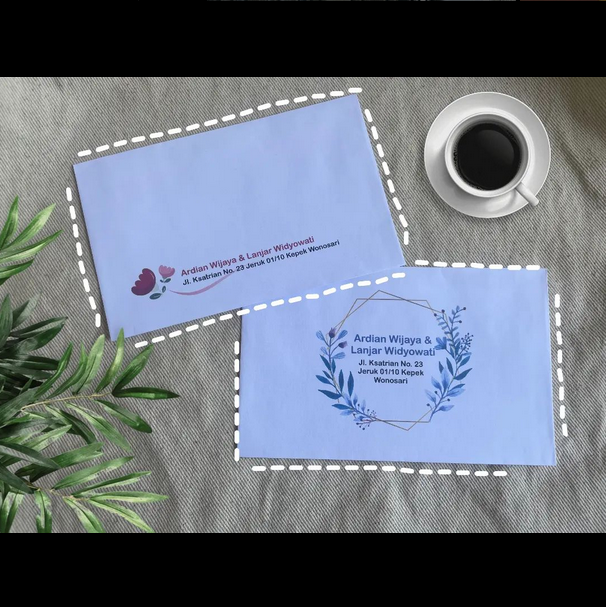 Ardian Wijaya & Lanjar Widyowati
Jl. Ksatrian No. 23 Jeruk 01/10 Kepek Wonosari
Ardian Wijaya &
Lanjar Widyowati
Jl. Ksatrian No. 23
Jeruk 01/10 Kepek
Wonosari